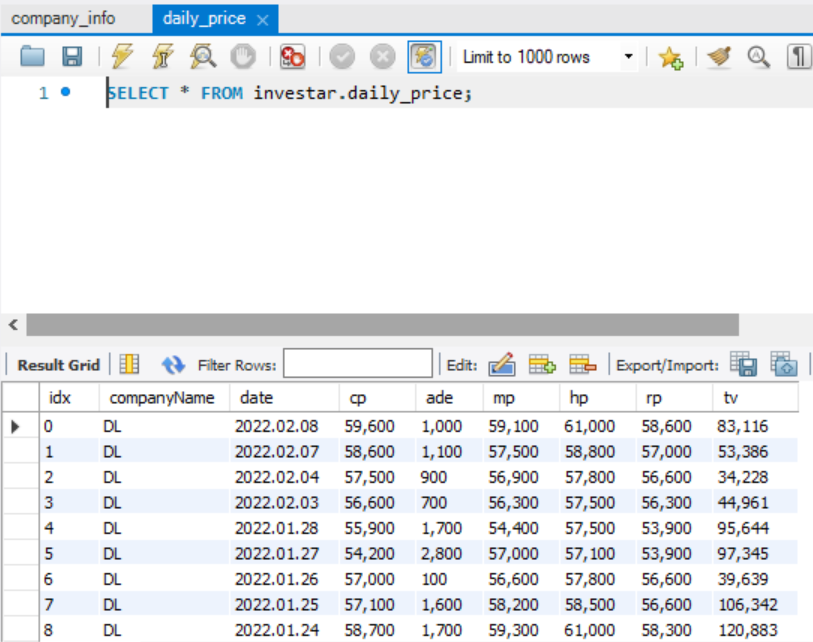 company_info daily_price
Limit to 1000 rows
1 SELECT * FROM investar.daily_price;
Result Grid Filter Rows: Edit: Export/Import:
idx companyName date cp ade mp hp rp tv
0 DL 2022.02.08 59,600 1,000 59,100 61,000 58,600 83,116
1 DL 2022.02.07 58,600 1,100 57,500 58,800 57,000 53,386
2 DL 2022.02.04 57,500 900 56,900 57,800 56,600 34,228
3 DL 2022.02.03 56,600 700 56,300 57,500 56,300 44,961
4 DL 2022.01.28 55,900 1,700 54,400 57,500 53,900 95,644
5 DL 2022.01.27 54,200 2,800 57,000 57,100 53,900 97,345
6 DL 2022.01.26 57,000 100 56,600 57,800 56,600 39,639
7 DL 2022.01.25 57,100 1,600 58,200 58,500 56,600 106,342
8 DL 2022.01.24 58,700 1,700 59,300 61,000 58,300 120,883